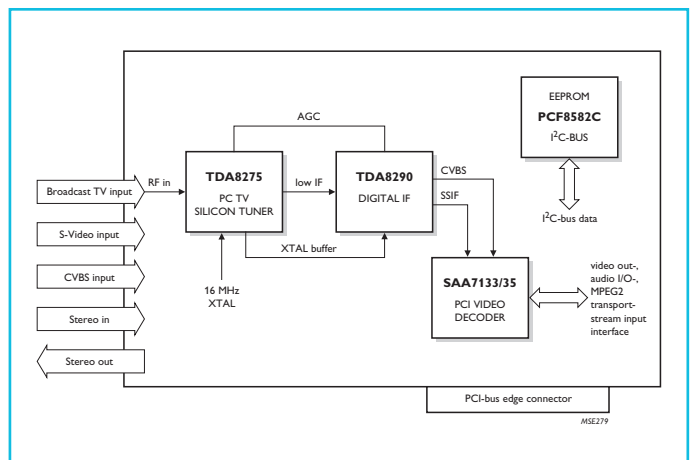 EEPROM
PCF8582C
I²C-BUS
AGC
Broadcast TV input
RF in
TDA8275
PC TV
SILICON TUNER
low IF
TDA8290
DIGITAL IF
CVBS
SSIF
I²C-bus data
S-Video input
XTAL buffer
CVBS input
16 MHz
XTAL
SAA7133/35
PCI VIDEO
DECODER
video out-,
audio I/O-,
MPEG2
transport-
stream input
interface
Stereo in
Stereo out
PCI-bus edge connector
MSE279